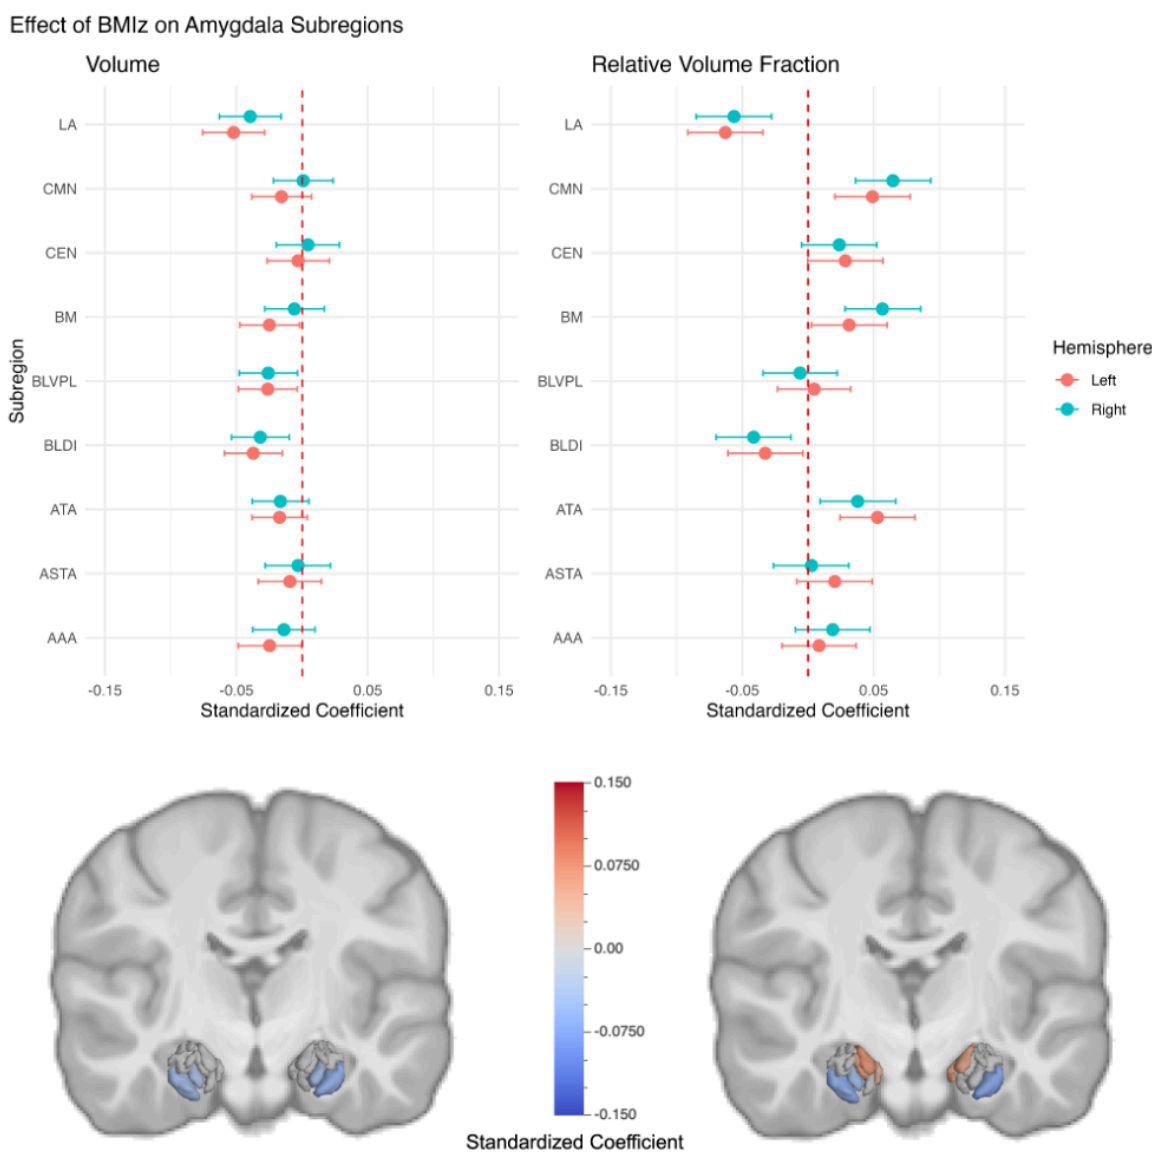 Effect of BMIz on Amygdala Subregions
Volume
Relative Volume Fraction
Subregion
LA
CMN
CEN
BM
BLVPL
BLDI
ATA
ASTA
AAA
-0.15
-0.05
0.05
0.15
Standardized Coefficient
LA
CMN
CEN
BM
BLVPL
BLDI
ATA
ASTA
AAA
-0.15
-0.05
0.05
0.15
Standardized Coefficient
Hemisphere
Left
Right
0.150
0.0750
0.00
-0.0750
-0.150
Standardized Coefficient